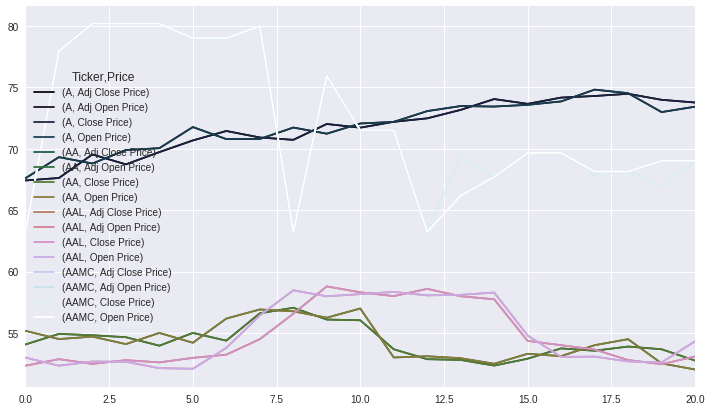 80
75
70
65
60
55
Ticker,Price
(A, Adj Close Price)
(A, Adj Open Price)
(A, Close Price)
(A, Open Price)
(AA, Adj Close Price)
(AA, Adj Open Price)
(AA, Close Price)
(AA, Open Price)
(AAL, Adj Close Price)
(AAL, Adj Open Price)
(AAL, Close Price)
(AAL, Open Price)
(AAMC, Adj Close Price)
(AAMC, Adj Open Price)
(AAMC, Close Price)
(AAMC, Open Price)
0.0 2.5 5.0 7.5 10.0 12.5 15.0 17.5 20.0